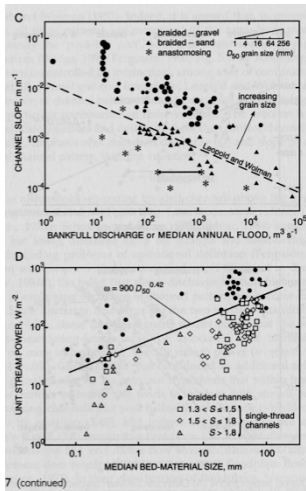 C
● braided – gravel
▲ braided – sand
✳ anastomosing
1 4 16 64 256
D50 grain size (mm)
increasing
grain size
Leopold and Wolman
CHANNEL SLOPE, m m⁻¹
10⁻¹
10⁻²
10⁻³
10⁻⁴
10⁰ 10¹ 10² 10³ 10⁴ 10⁵
BANKFULL DISCHARGE or MEDIAN ANNUAL FLOOD, m³ s⁻¹
D
ω = 900 D50^0.42
UNIT STREAM POWER, W m⁻²
10³
10²
10¹
10⁰
● braided channels
□ 1.3 < S ≤ 1.5
◇ 1.5 < S ≤ 1.8
△ S > 1.8
single-thread
channels
0.1 1 10 100
MEDIAN BED-MATERIAL SIZE, mm
7 (continued)